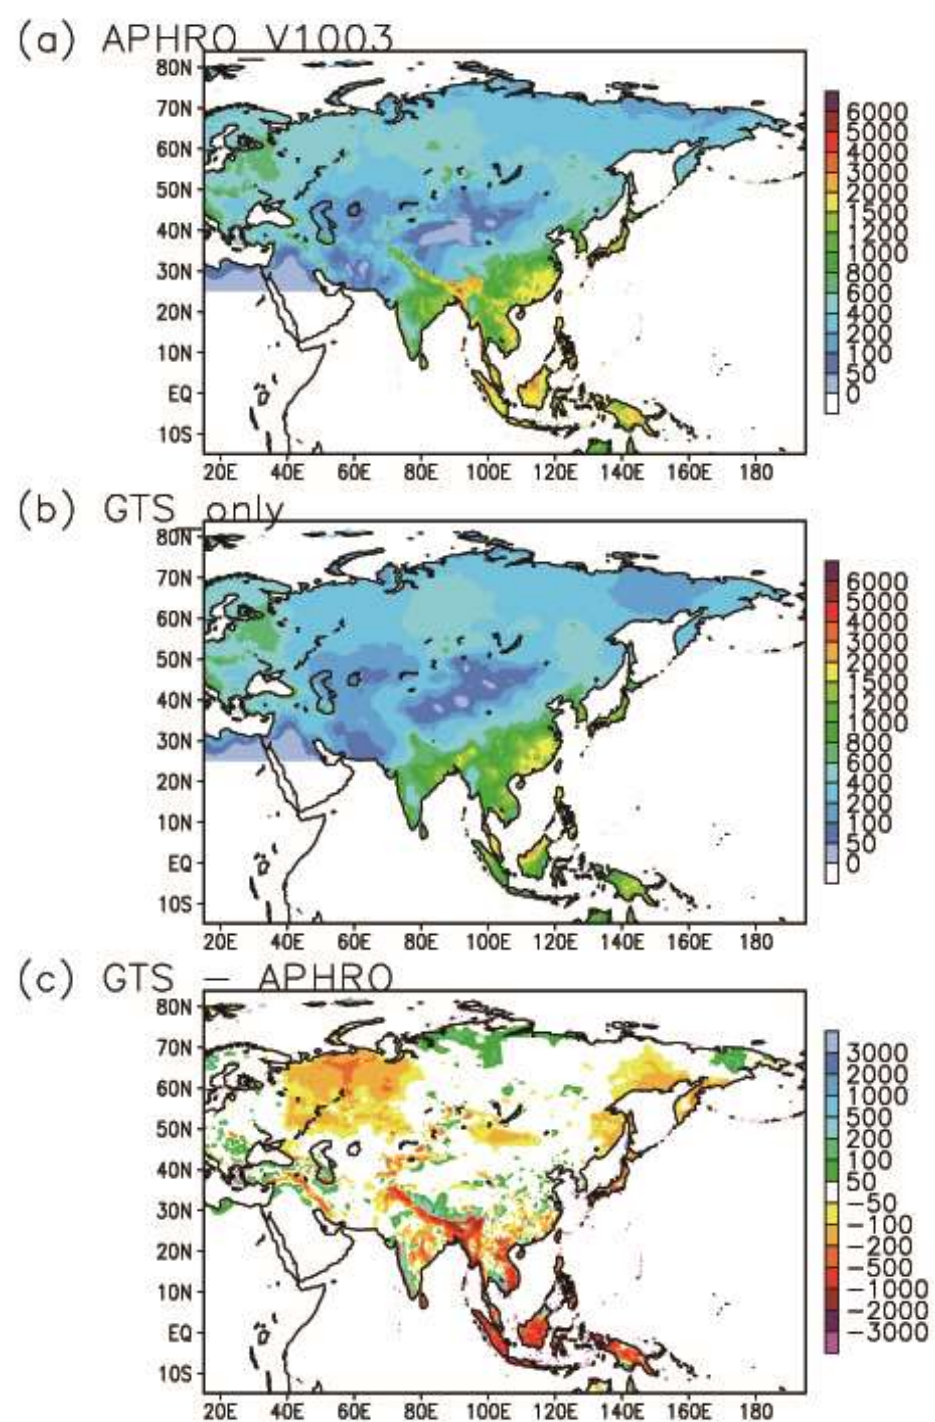 (a) APHRO_V1003
80N
70N
60N
50N
40N
30N
20N
10N
EQ
10S
20E 40E 60E 80E 100E 120E 140E 160E 180
6000
5000
4000
3000
2000
1500
1200
1000
800
600
400
200
100
50
0
(b) GTS_only
80N
70N
60N
50N
40N
30N
20N
10N
EQ
10S
20E 40E 60E 80E 100E 120E 140E 160E 180
6000
5000
4000
3000
2000
1500
1200
1000
800
600
400
200
100
50
0
(c) GTS – APHRO
80N
70N
60N
50N
40N
30N
20N
10N
EQ
10S
20E 40E 60E 80E 100E 120E 140E 160E 180
3000
2000
1000
500
200
100
50
−50
−100
−200
−500
−1000
−2000
−3000